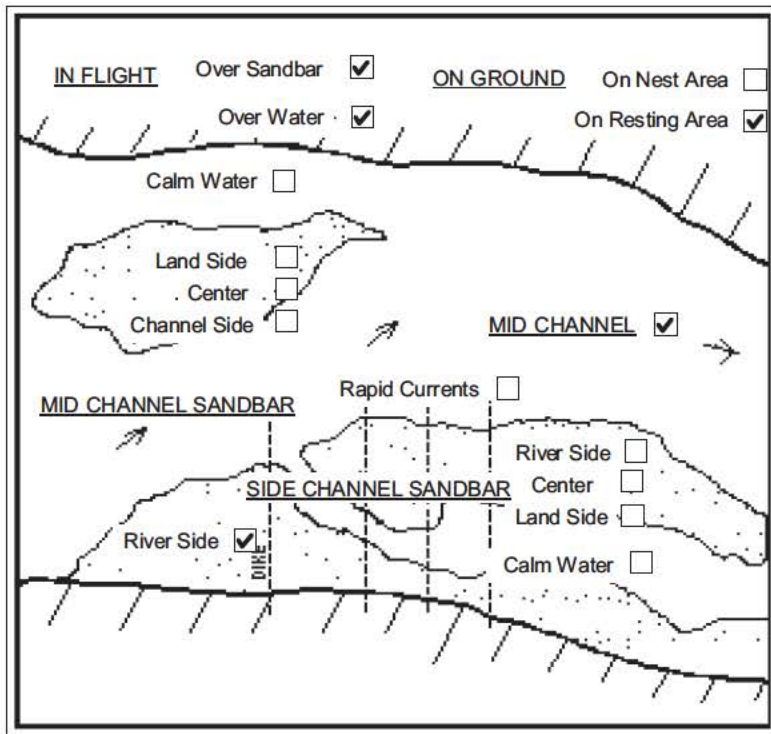 IN FLIGHT Over Sandbar ON GROUND On Nest Area
Over Water On Resting Area
Calm Water
Land Side
Center
Channel Side
MID CHANNEL
Rapid Currents
MID CHANNEL SANDBAR
River Side
SIDE CHANNEL SANDBAR Center
Land Side
River Side
DIKE
Calm Water